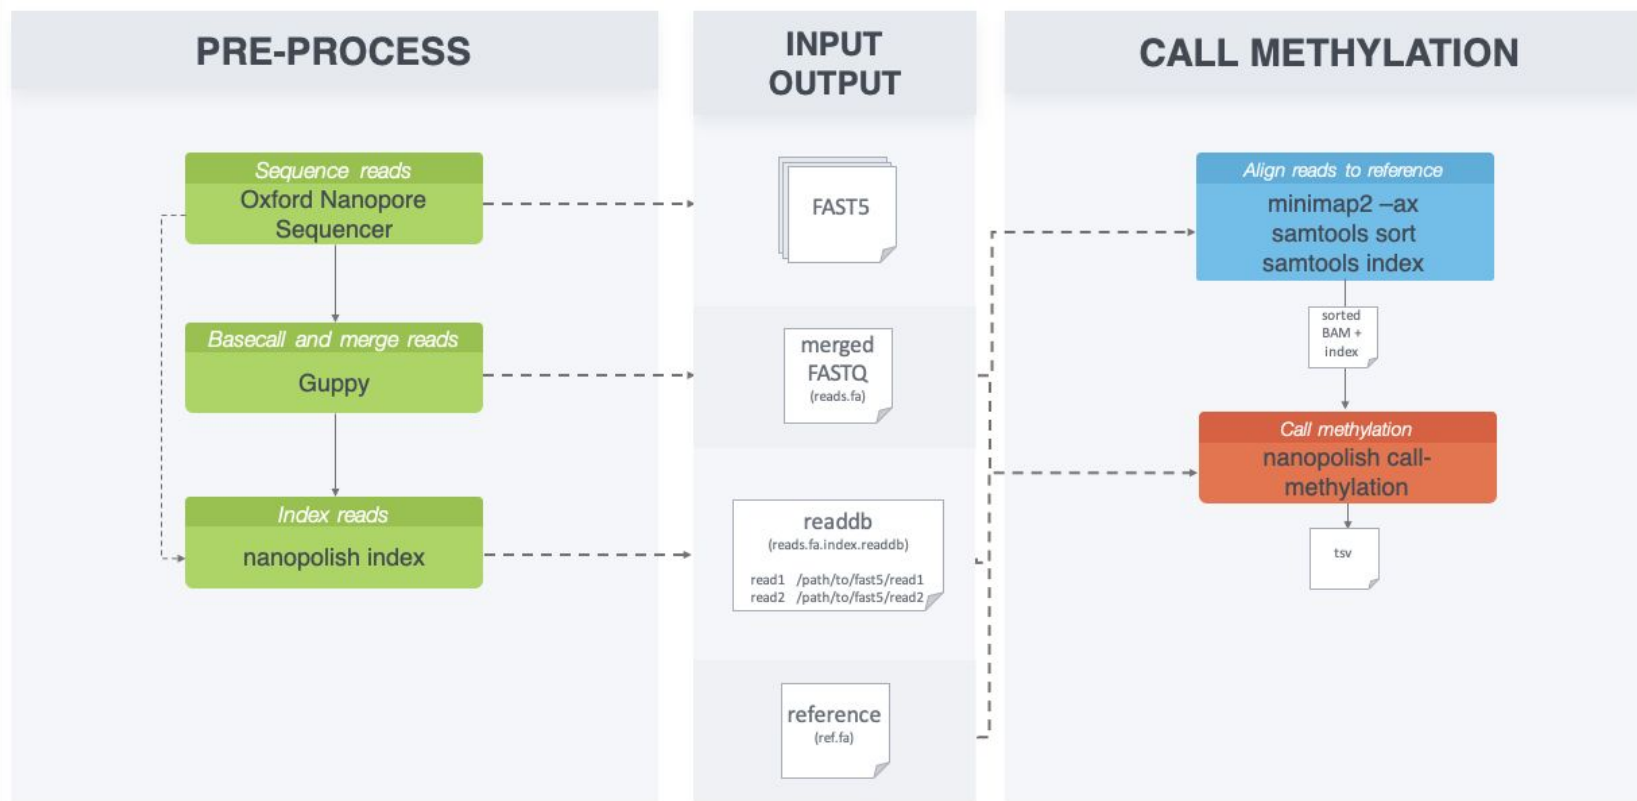 PRE-PROCESS
Sequence reads
Oxford Nanopore
Sequencer
Basecall and merge reads
Guppy
Index reads
nanopolish index
INPUT
OUTPUT
FAST5
merged
FASTQ
(reads.fa)
readdb
(reads.fa.index.readdb)
read1 /path/to/fast5/read1
read2 /path/to/fast5/read2
reference
(ref.fa)
CALL METHYLATION
Align reads to reference
minimap2 –ax
samtools sort
samtools index
sorted
BAM +
index
Call methylation
nanopolish call-
methylation
tsv